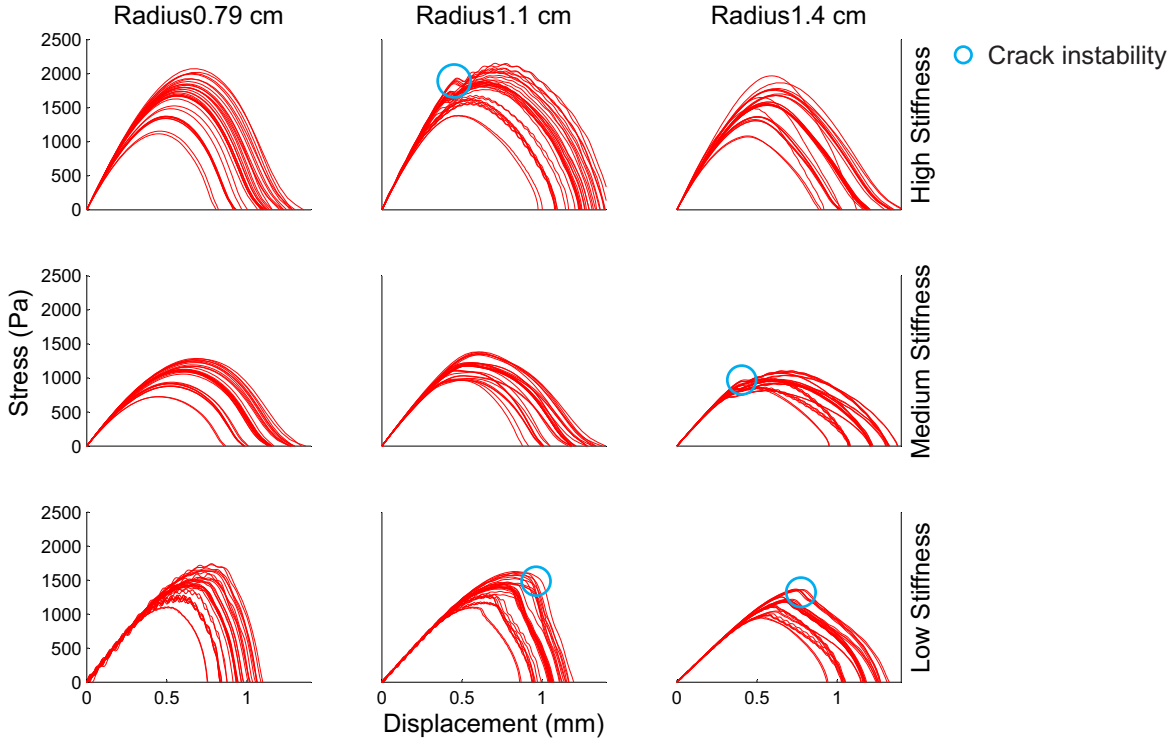 Radius0.79 cm
Radius1.1 cm
Radius1.4 cm
Crack instability
2500
2000
1500
1000
500
0
High Stiffness
2500
2000
1500
1000
500
0
Medium Stiffness
Stress (Pa)
2500
2000
1500
1000
500
0
Low Stiffness
0
0.5
1
0.5
1
0
0.5
1
Displacement (mm)